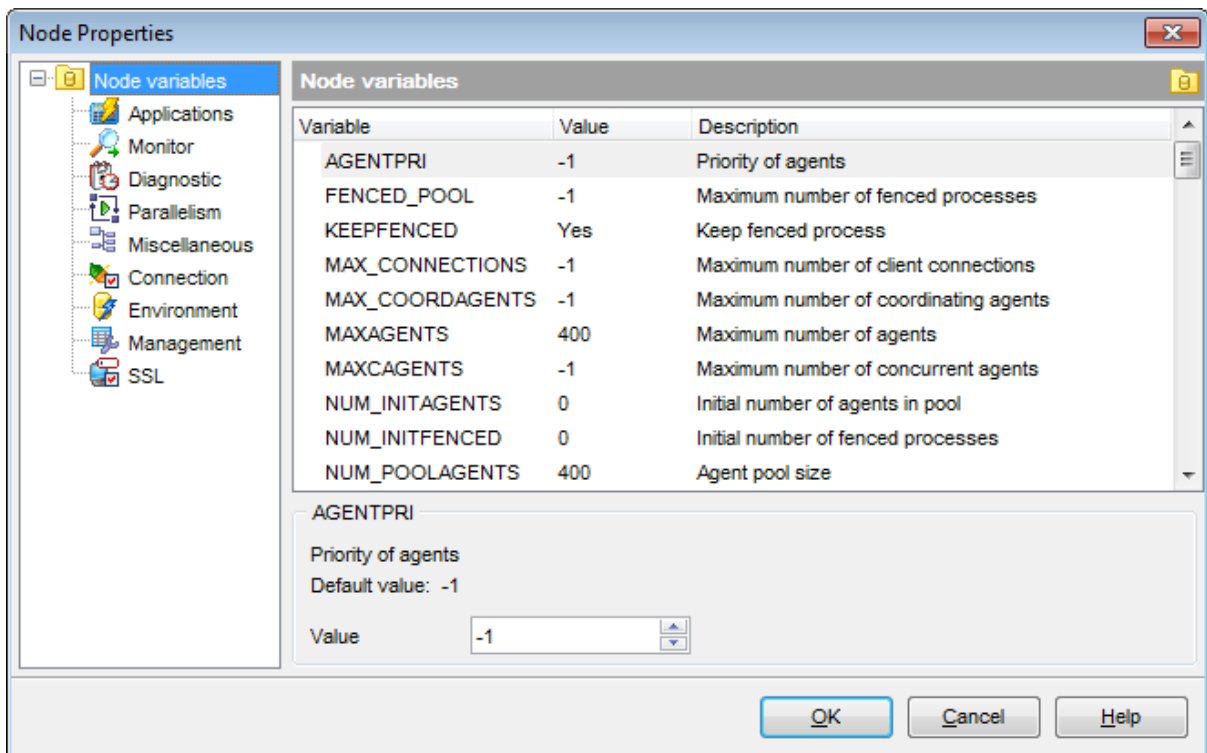 Node Properties
Node variables
Applications
Monitor
Diagnostic
Parallelism
Miscellaneous
Connection
Environment
Management
SSL
Node variables
Variable Value Description
AGENTPRI -1 Priority of agents
FENCED_POOL -1 Maximum number of fenced processes
KEEPFENCED Yes Keep fenced process
MAX_CONNECTIONS -1 Maximum number of client connections
MAX_COORDAGENTS -1 Maximum number of coordinating agents
MAXAGENTS 400 Maximum number of agents
MAXCAGENTS -1 Maximum number of concurrent agents
NUM_INITAGENTS 0 Initial number of agents in pool
NUM_INITFENCED 0 Initial number of fenced processes
NUM_POOLAGENTS 400 Agent pool size
AGENTPRI
Priority of agents
Default value: -1
Value -1
OK Cancel Help